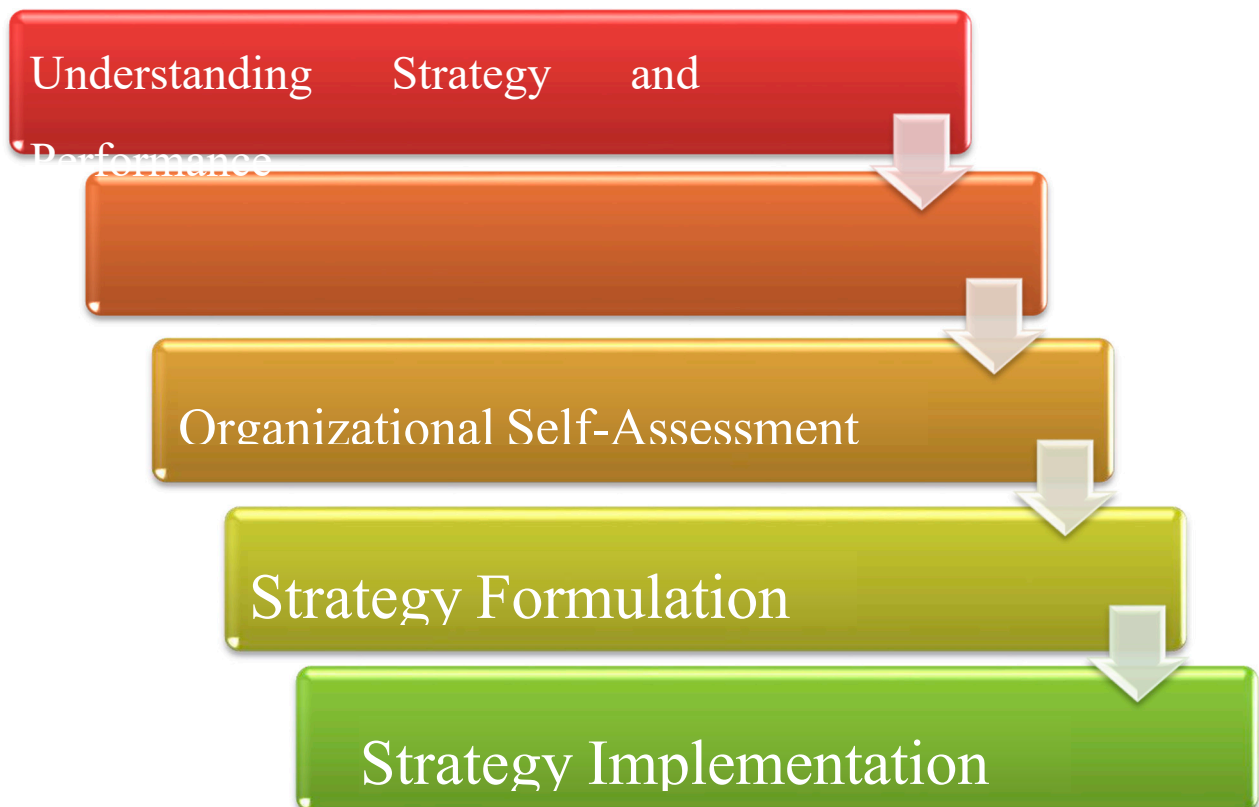 Understanding Strategy and
Performance
Organizational Self-Assessment
Strategy Formulation
Strategy Implementation